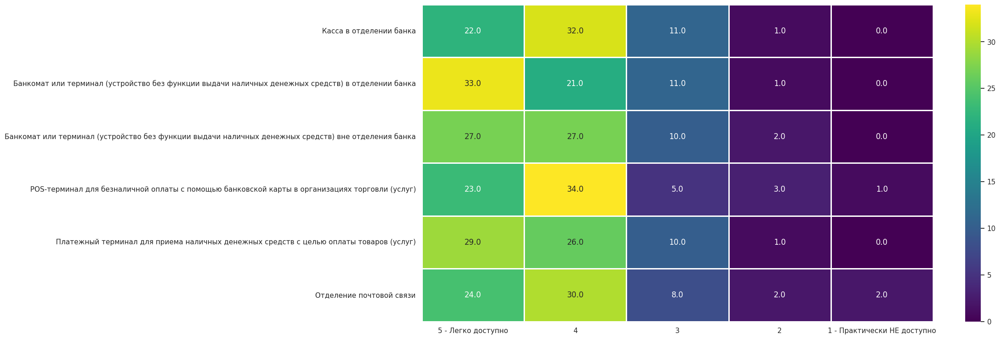 Касса в отделении банка 22.0 32.0 11.0 1.0 0.0
Банкомат или терминал (устройство без функции выдачи наличных денежных средств) в отделении банка 33.0 21.0 11.0 1.0 0.0
Банкомат или терминал (устройство без функции выдачи наличных денежных средств) вне отделения банка 27.0 27.0 10.0 2.0 0.0
POS-терминал для безналичной оплаты с помощью банковской карты в организациях торговли (услуг) 23.0 34.0 5.0 3.0 1.0
Платежный терминал для приема наличных денежных средств с целью оплаты товаров (услуг) 29.0 26.0 10.0 1.0 0.0
Отделение почтовой связи 24.0 30.0 8.0 2.0 2.0
5 - Легко доступно 4 3 2 1 - Практически НЕ доступно
30
25
20
15
10
5
0